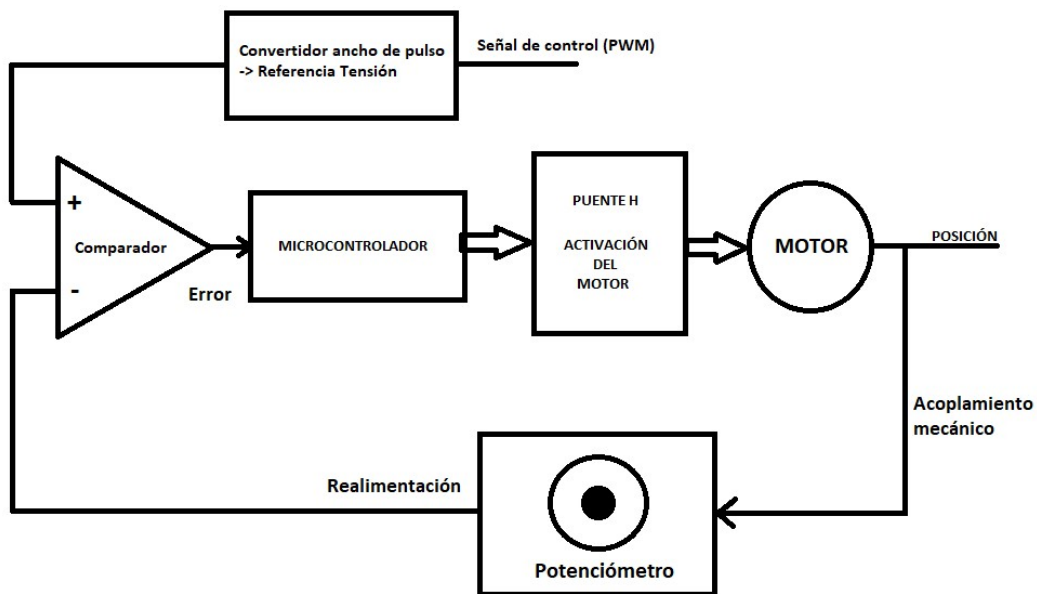 Convertidor ancho de pulso
-> Referencia Tensión
Señal de control (PWM)
+
Comparador
-
Error
MICROCONTROLADOR
PUENTE H
ACTIVACIÓN
DEL
MOTOR
MOTOR
POSICIÓN
Acoplamiento
mecánico
Realimentación
Potenciómetro